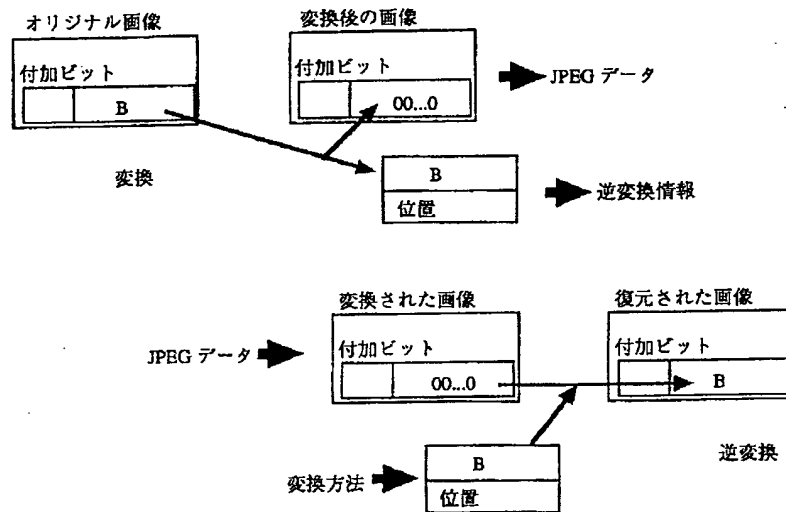 オリジナル画像
変換後の画像
付加ビット
B
付加ビット
00...0
JPEG データ
変換
B
位置
逆変換情報
変換された画像
復元された画像
JPEG データ
付加ビット
00...0
付加ビット
B
変換方法
B
位置
逆変換